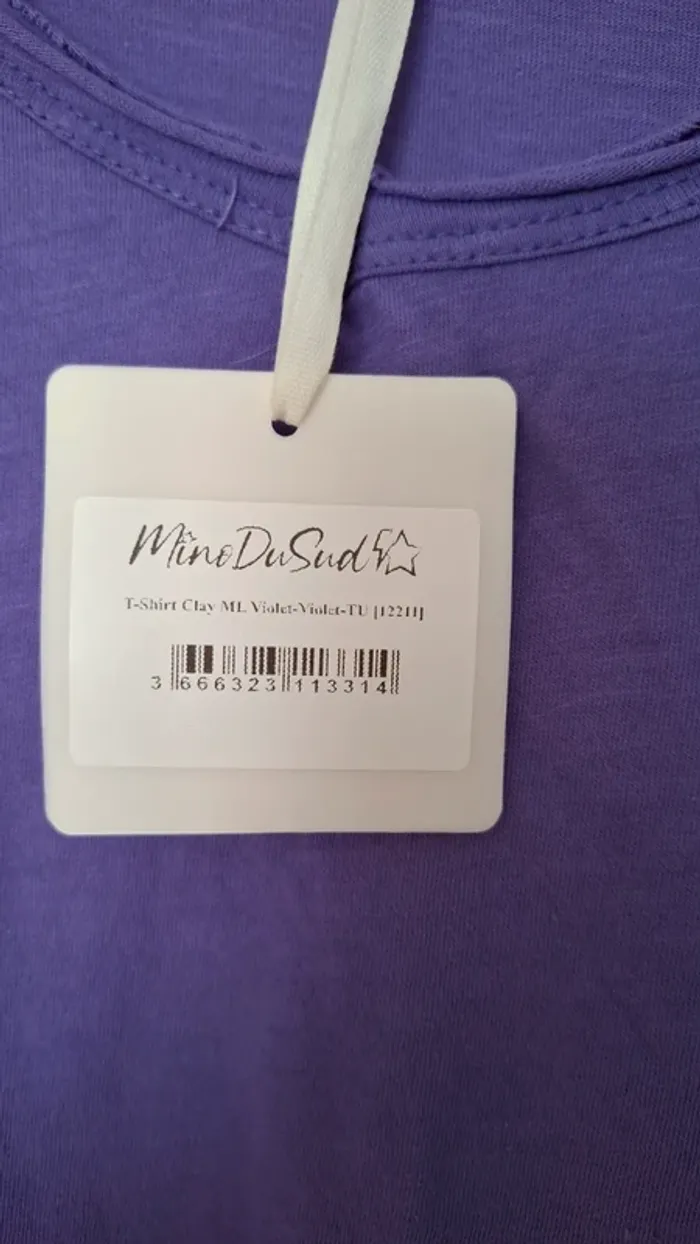 MinoDuSud
T-Shirt Clay ML Violet-Violet-TU [12211]
3 666323 113314